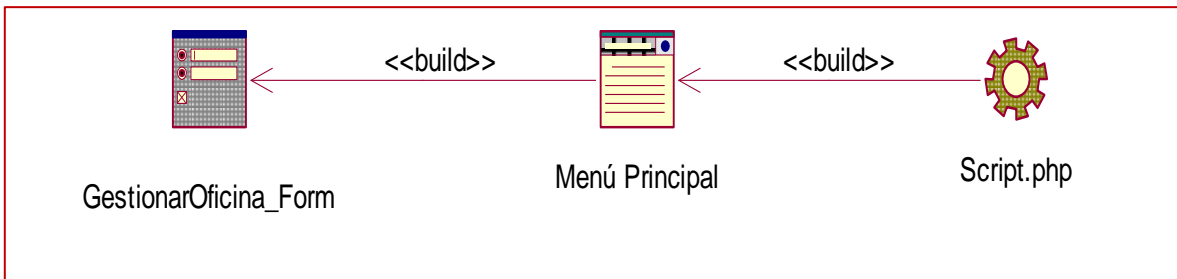 <<build>>
<<build>>
GestionarOficina_Form
Menú Principal
Script.php